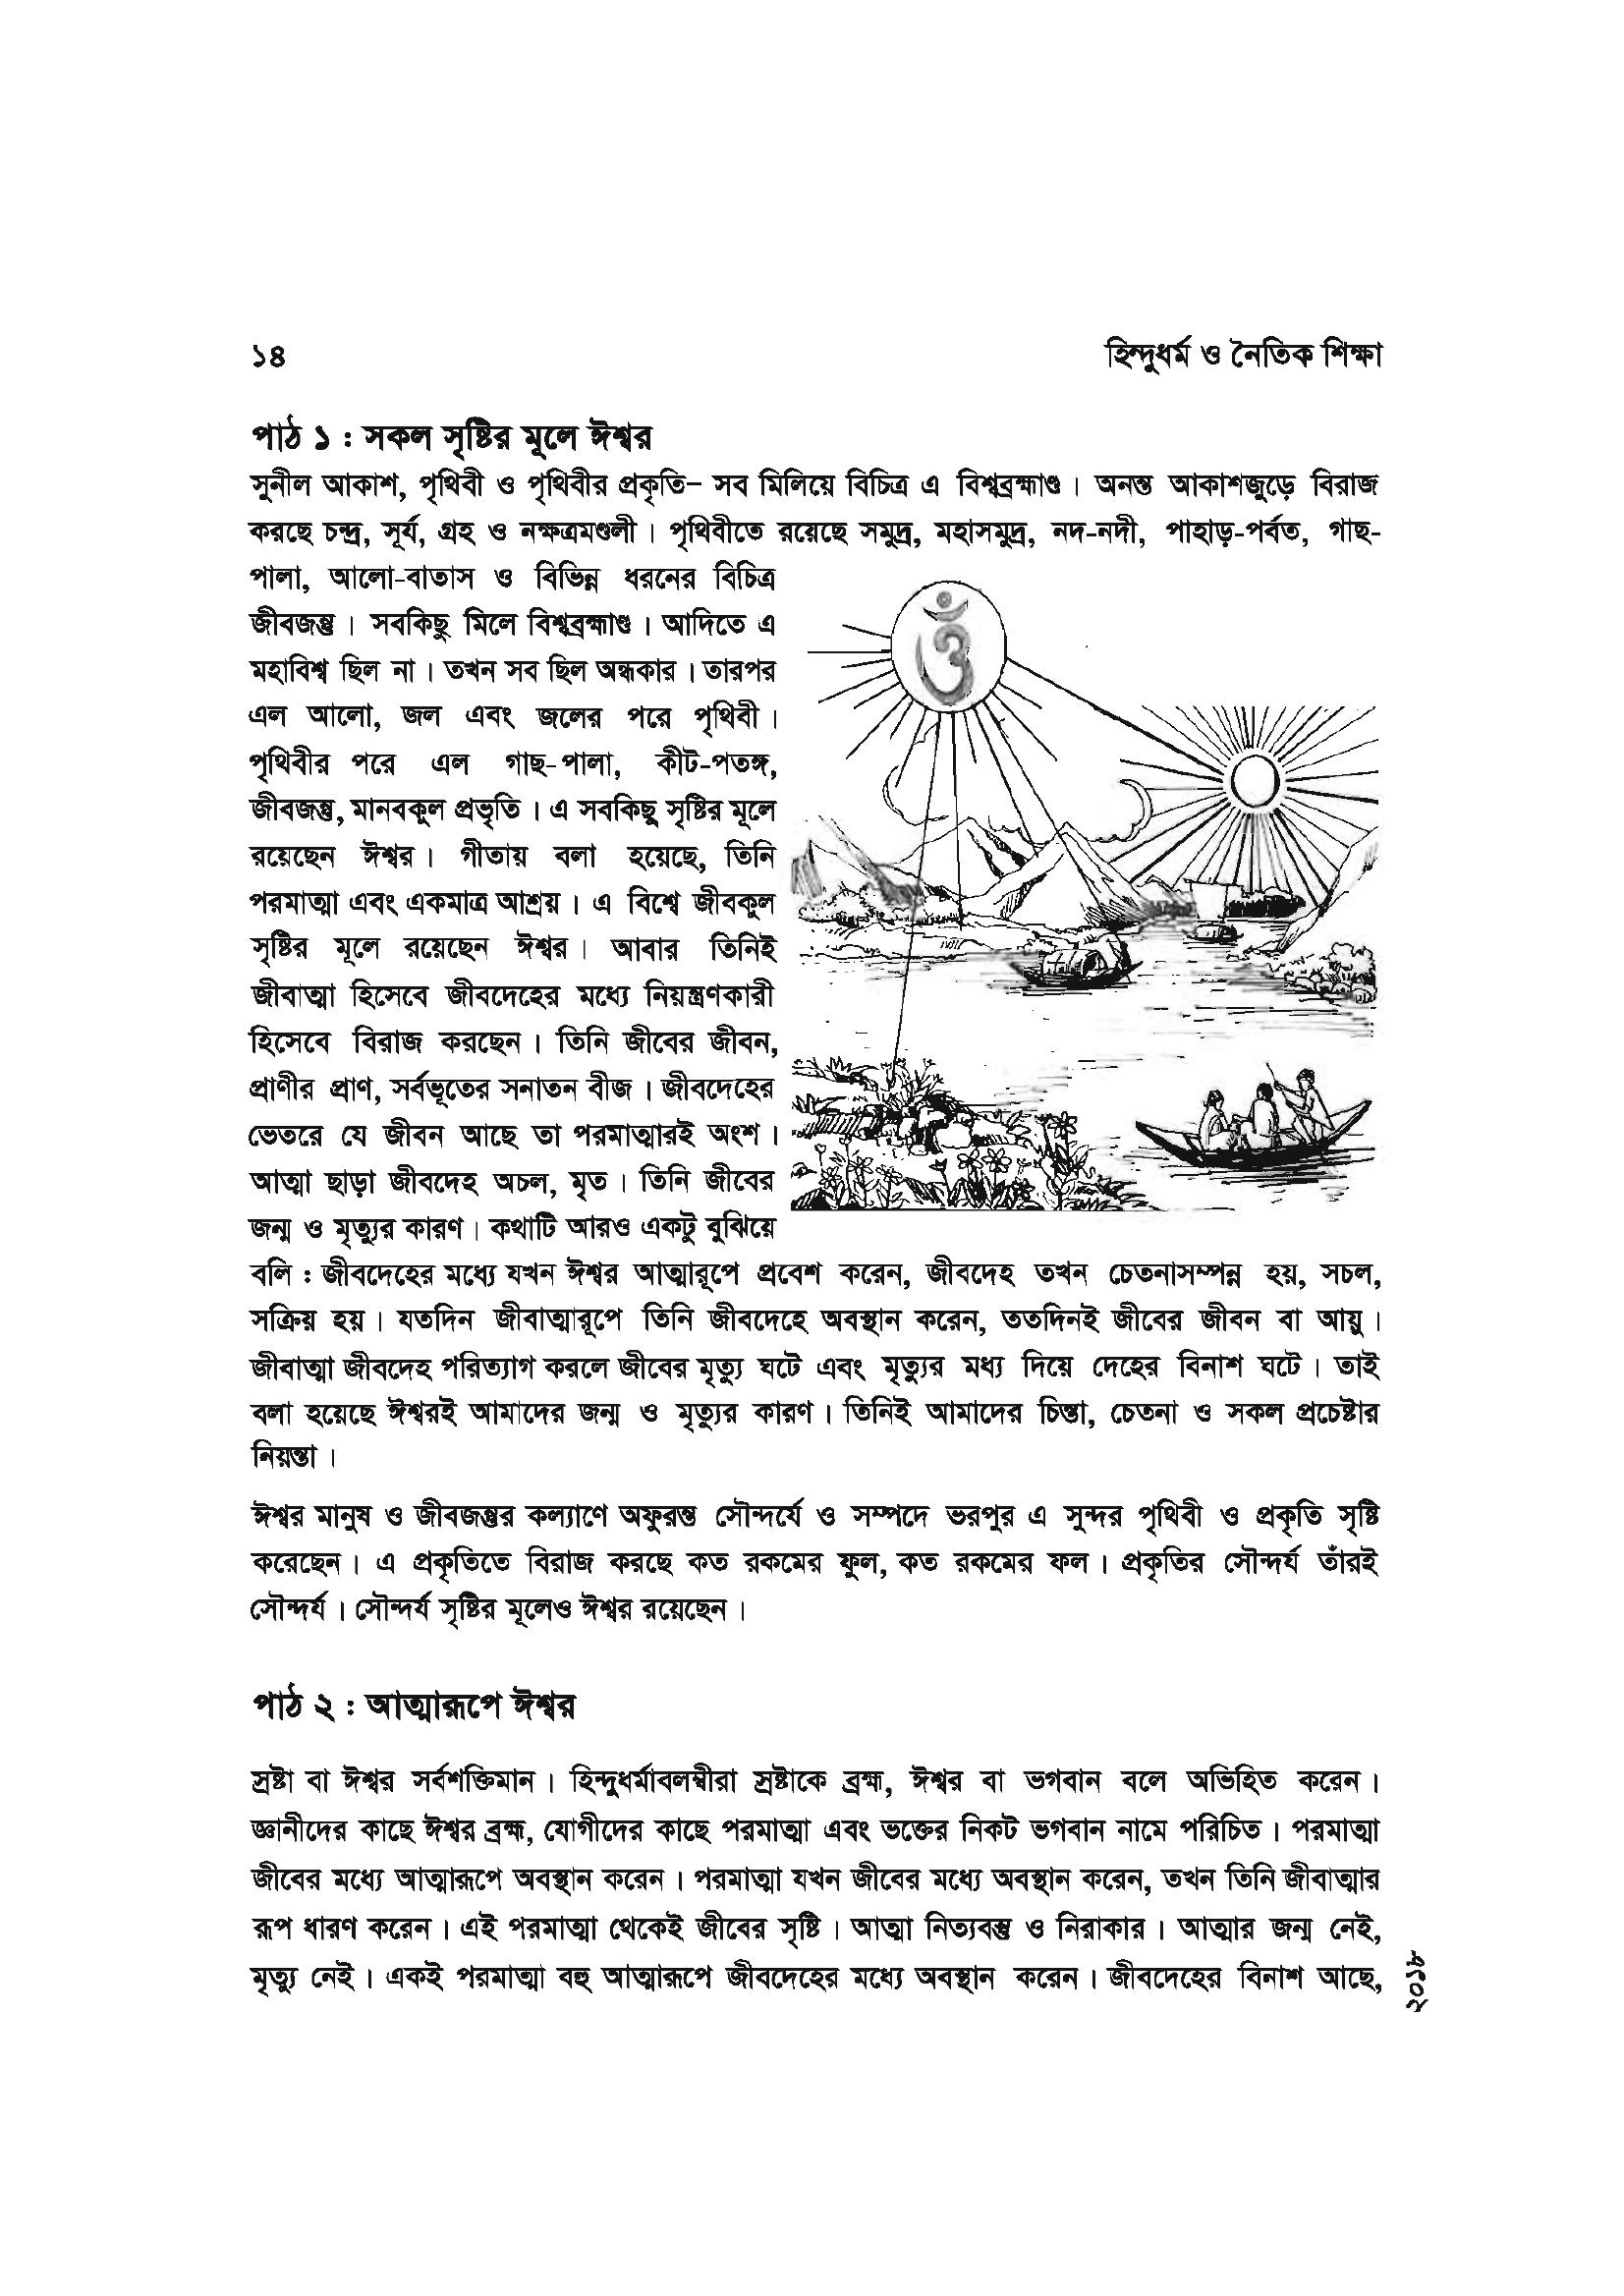 ১৪
হিন্দুধর্ম ও নৈতিক শিক্ষা
পাঠ ১ : সকল সৃষ্টির মূলে ঈশ্বর
সুনীল আকাশ, পৃথিবী ও পৃথিবীর প্রকৃতি– সব মিলিয়ে বিচিত্র এ বিশ্বব্রহ্মাণ্ড। অনন্ত আকাশজুড়ে বিরাজ
করছে চন্দ্র, সূর্য, গ্রহ ও নক্ষত্রমণ্ডলী। পৃথিবীতে রয়েছে সমুদ্র, মহাসমুদ্র, নদ-নদী, পাহাড়-পর্বত, গাছ-
পালা, আলো-বাতাস ও বিভিন্ন ধরনের বিচিত্র
জীবজন্তু। সবকিছু মিলে বিশ্বব্রহ্মাণ্ড। আদিতে এ
মহাবিশ্ব ছিল না। তখন সব ছিল অন্ধকার। তারপর
এল আলো, জল এবং জলের পরে পৃথিবী।
পৃথিবীর পরে এল গাছ-পালা, কীট-পতঙ্গ,
জীবজন্তু, মানবকুল প্রভৃতি। এ সবকিছু সৃষ্টির মূলে
রয়েছেন ঈশ্বর। গীতায় বলা হয়েছে, তিনি
পরমাত্মা এবং একমাত্র আশ্রয়। এ বিশ্বে জীবকুল
সৃষ্টির মূলে রয়েছেন ঈশ্বর। আবার তিনিই
জীবাত্মা হিসেবে জীবদেহের মধ্যে নিয়ন্ত্রণকারী
হিসেবে বিরাজ করছেন। তিনি জীবের জীবন,
প্রাণীর প্রাণ, সর্বভূতের সনাতন বীজ। জীবদেহের
ভেতরে যে জীবন আছে তা পরমাত্মারই অংশ।
আত্মা ছাড়া জীবদেহ অচল, মৃত। তিনি জীবের
জন্ম ও মৃত্যুর কারণ। কথাটি আরও একটু বুঝিয়ে
ওঁ
বলি : জীবদেহের মধ্যে যখন ঈশ্বর আত্মারূপে প্রবেশ করেন, জীবদেহ তখন চেতনাসম্পন্ন হয়, সচল,
সক্রিয় হয়। যতদিন জীবাত্মারূপে তিনি জীবদেহে অবস্থান করেন, ততদিনই জীবের জীবন বা আয়ু।
জীবাত্মা জীবদেহ পরিত্যাগ করলে জীবের মৃত্যু ঘটে এবং মৃত্যুর মধ্য দিয়ে দেহের বিনাশ ঘটে। তাই
বলা হয়েছে ঈশ্বরই আমাদের জন্ম ও মৃত্যুর কারণ। তিনিই আমাদের চিন্তা, চেতনা ও সকল প্রচেষ্টার
নিয়ন্তা।
ঈশ্বর মানুষ ও জীবজন্তুর কল্যাণে অফুরন্ত সৌন্দর্যে ও সম্পদে ভরপুর এ সুন্দর পৃথিবী ও প্রকৃতি সৃষ্টি
করেছেন। এ প্রকৃতিতে বিরাজ করছে কত রকমের ফুল, কত রকমের ফল। প্রকৃতির সৌন্দর্য তাঁরই
সৌন্দর্য। সৌন্দর্য সৃষ্টির মূলেও ঈশ্বর রয়েছেন।
পাঠ ২ : আত্মারূপে ঈশ্বর
স্রষ্টা বা ঈশ্বর সর্বশক্তিমান। হিন্দুধর্মাবলম্বীরা স্রষ্টাকে ব্রহ্ম, ঈশ্বর বা ভগবান বলে অভিহিত করেন।
জ্ঞানীদের কাছে ঈশ্বর ব্রহ্ম, যোগীদের কাছে পরমাত্মা এবং ভক্তের নিকট ভগবান নামে পরিচিত। পরমাত্মা
জীবের মধ্যে আত্মারূপে অবস্থান করেন। পরমাত্মা যখন জীবের মধ্যে অবস্থান করেন, তখন তিনি জীবাত্মার
রূপ ধারণ করেন। এই পরমাত্মা থেকেই জীবের সৃষ্টি। আত্মা নিত্যবস্তু ও নিরাকার। আত্মার জন্ম নেই,
মৃত্যু নেই। একই পরমাত্মা বহু আত্মারূপে জীবদেহের মধ্যে অবস্থান করেন। জীবদেহের বিনাশ আছে,
২০১৮